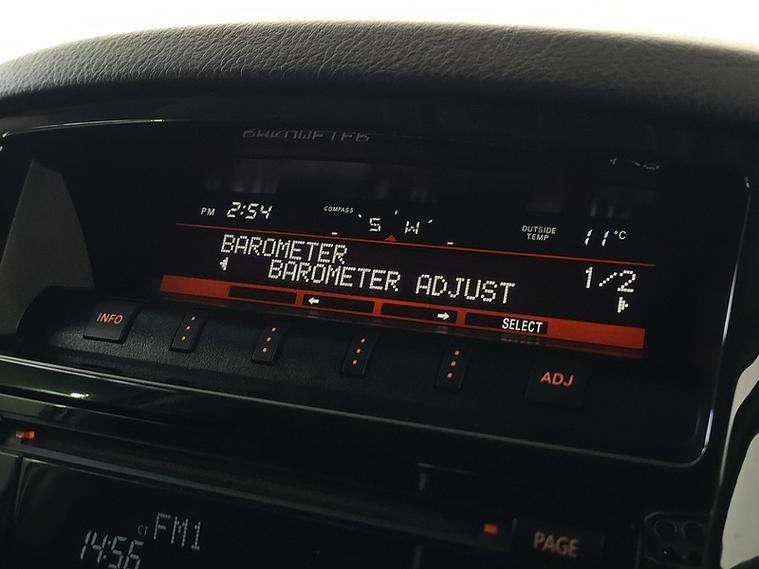 PM 2:54 COMPASS S W OUTSIDE TEMP 11°C
BAROMETER
BAROMETER ADJUST 1/2
SELECT
INFO
ADJ
CT FM1
14:56
PAGE